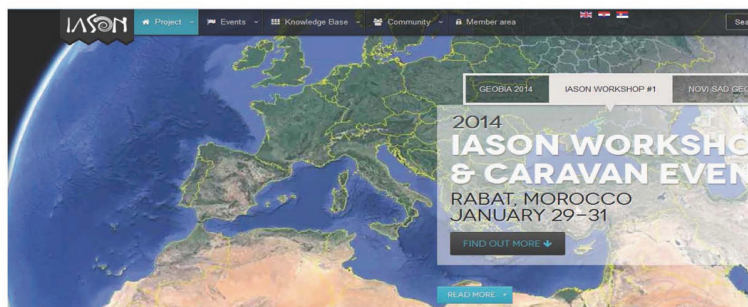 IASON
Project
Events
Knowledge Base
Community
Member area
Sea
GEOBIA 2014
IASON WORKSHOP #1
NOVI SAD GEO
2014
IASON WORKSHO
& CARAVAN EVEN
RABAT, MOROCCO
JANUARY 29-31
FIND OUT MORE
READ MORE